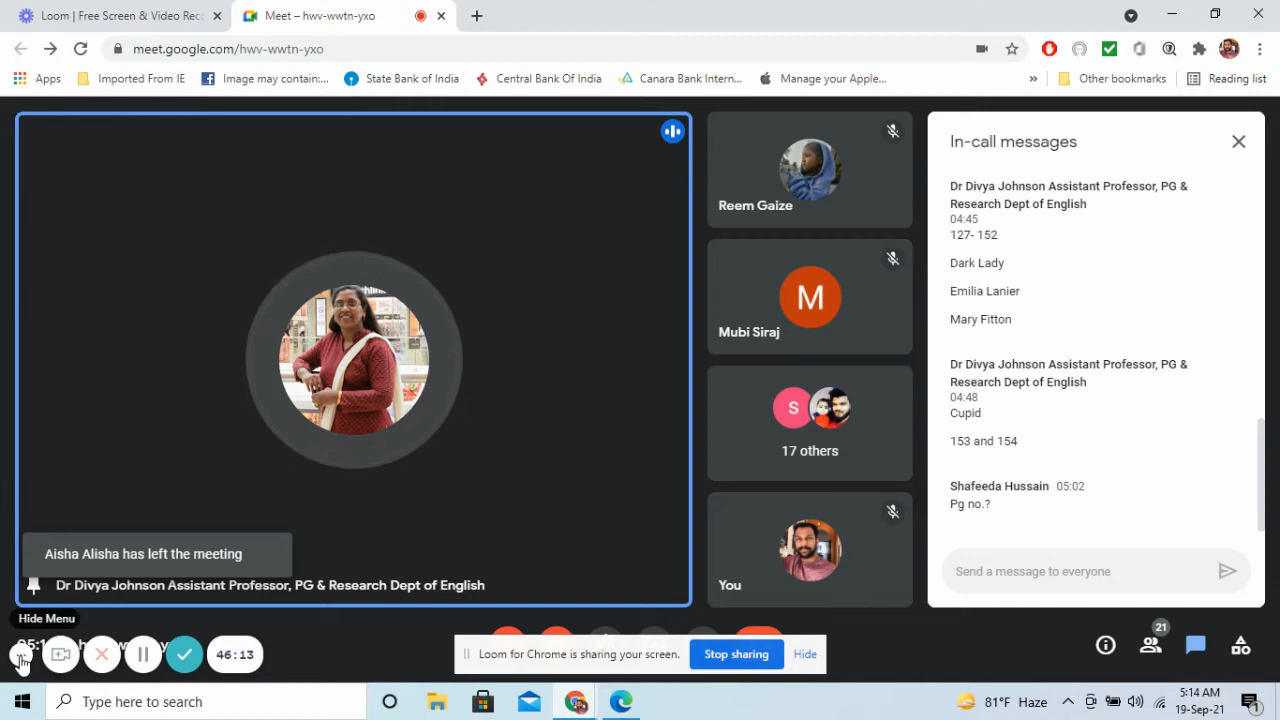 Loom | Free Screen & Video Rec
Meet – hwv-wwtn-yxo
meet.google.com/hwv-wwtn-yxo
Apps
Imported From IE
Image may contain:...
State Bank of India
Central Bank Of India
Canara Bank Intern...
Manage your Apple...
»
Other bookmarks
Reading list
In-call messages
Dr Divya Johnson Assistant Professor, PG &
Research Dept of English
04:45
127- 152
Dark Lady
Emilia Lanier
Mary Fitton
Dr Divya Johnson Assistant Professor, PG &
Research Dept of English
04:48
Cupid
153 and 154
Shafeeda Hussain 05:02
Pg no.?
Send a message to everyone
Reem Gaize
M
Mubi Siraj
S
17 others
You
Aisha Alisha has left the meeting
Dr Divya Johnson Assistant Professor, PG & Research Dept of English
Hide Menu
46:13
Loom for Chrome is sharing your screen.
Stop sharing
Hide
21
Type here to search
81°F Haze
5:14 AM
19-Sep-21
1